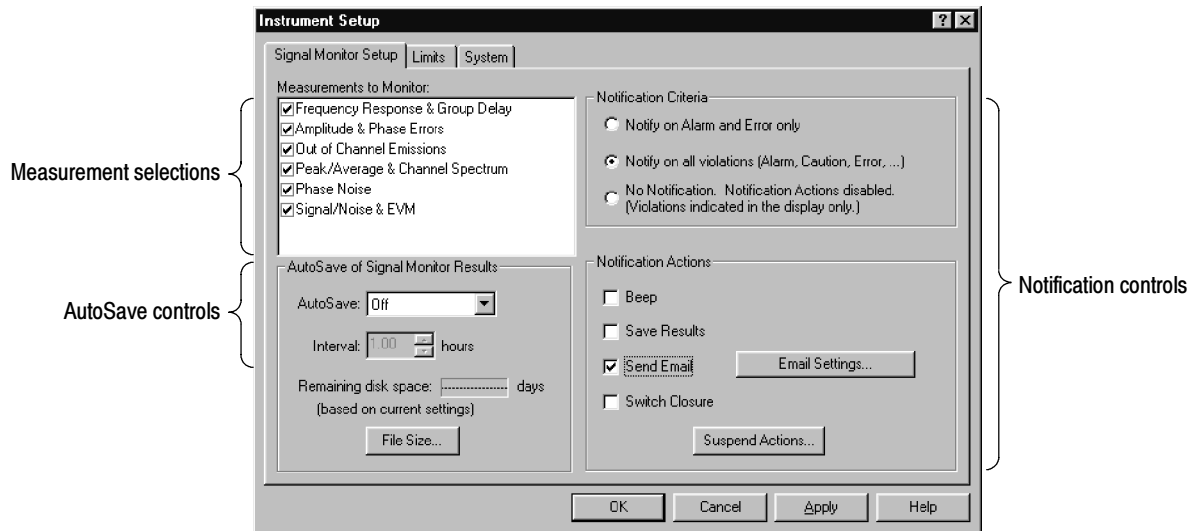 Instrument Setup
Signal Monitor Setup
Limits
System
Measurements to Monitor:
Frequency Response & Group Delay
Amplitude & Phase Errors
Out of Channel Emissions
Peak/Average & Channel Spectrum
Phase Noise
Signal/Noise & EVM
Measurement selections
Notification Criteria
Notify on Alarm and Error only
Notify on all violations (Alarm, Caution, Error, ...)
No Notification. Notification Actions disabled.
(Violations indicated in the display only.)
AutoSave of Signal Monitor Results
AutoSave: Off
Interval: 1.00 hours
Remaining disk space: ---------------- days
(based on current settings)
File Size...
AutoSave controls
Notification Actions
Beep
Save Results
Send Email
Email Settings...
Switch Closure
Suspend Actions...
Notification controls
OK
Cancel
Apply
Help